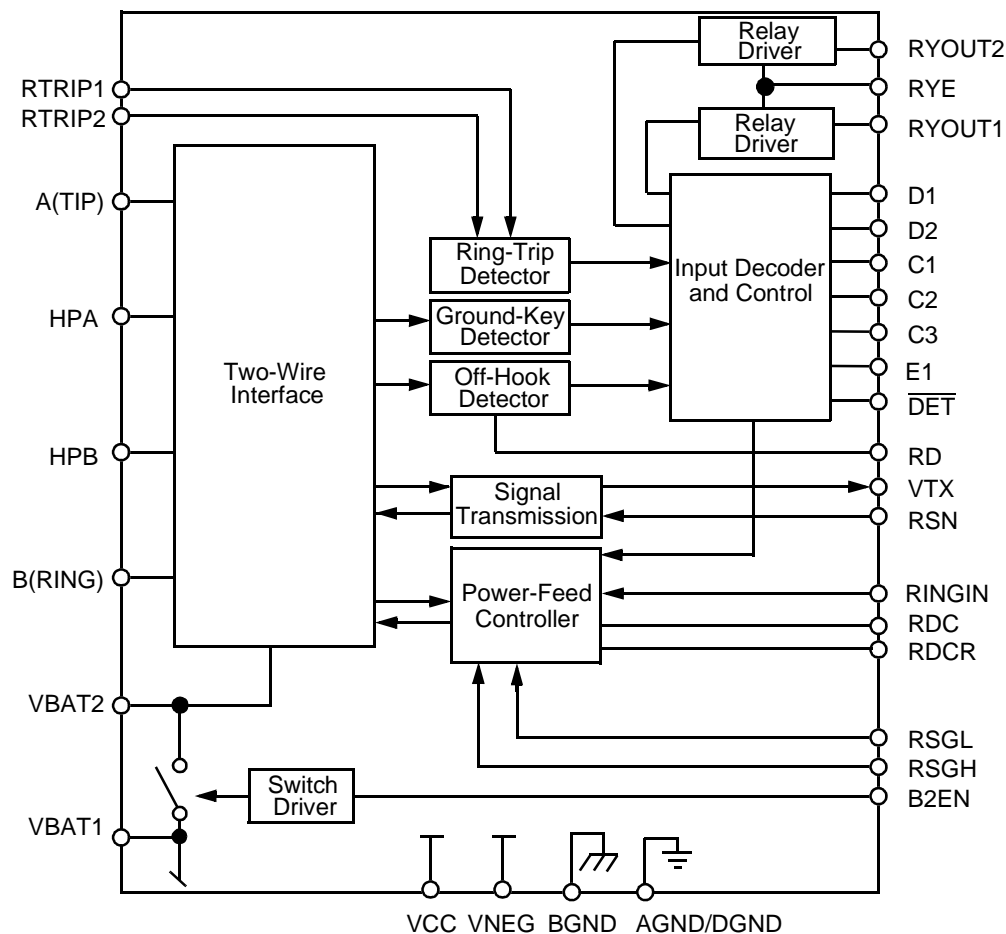 Relay
Driver
RYOUT2
RYE
RTRIP1
RTRIP2
Relay
Driver
RYOUT1
A(TIP)
HPA
HPB
B(RING)
Two-Wire
Interface
Ring-Trip
Detector
Ground-Key
Detector
Off-Hook
Detector
Input Decoder
and Control
D1
D2
C1
C2
C3
E1
D̅E̅T̅
RD
VTX
RSN
Signal
Transmission
Power-Feed
Controller
RINGIN
RDC
RDCR
VBAT2
RSGL
RSGH
B2EN
Switch
Driver
VBAT1
VCC VNEG BGND AGND/DGND